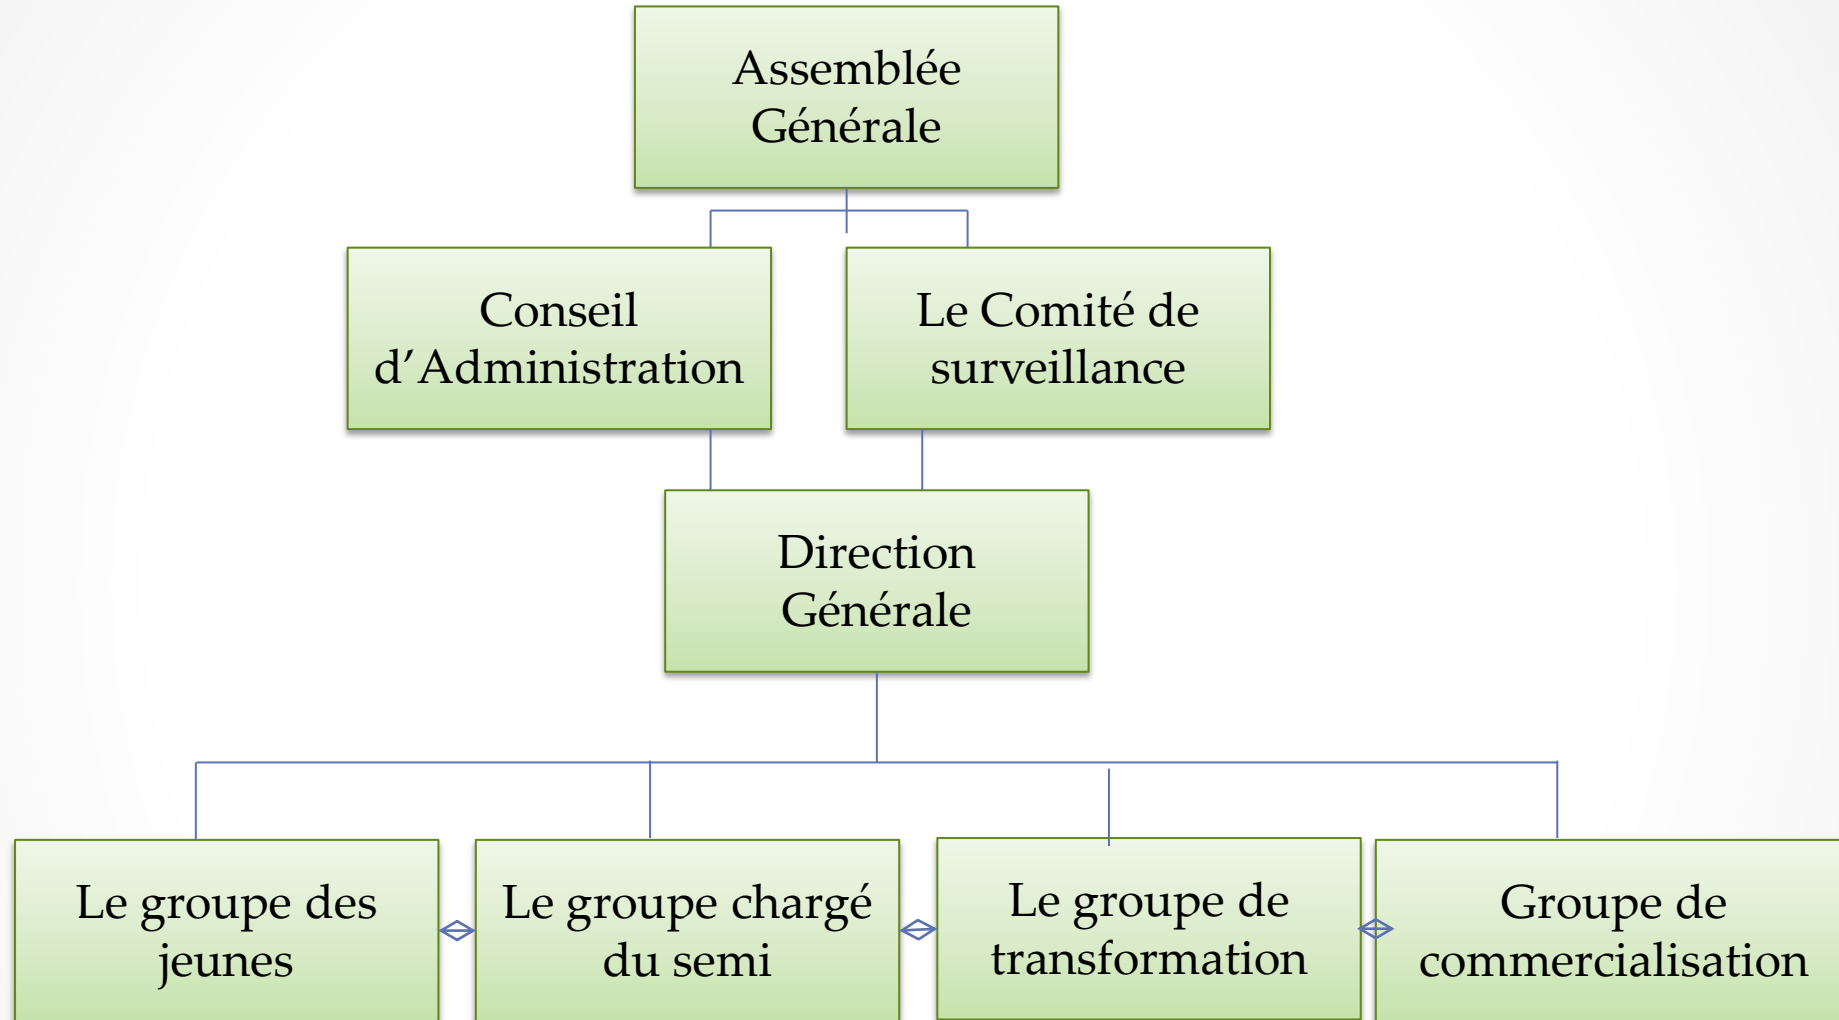 Assemblée
Générale
Conseil
d’Administration
Le Comité de
surveillance
Direction
Générale
Le groupe des
jeunes
Le groupe chargé
du semi
Le groupe de
transformation
Groupe de
commercialisation